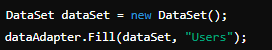 DataSet dataSet = new DataSet();
dataAdapter.Fill(dataSet, "Users");